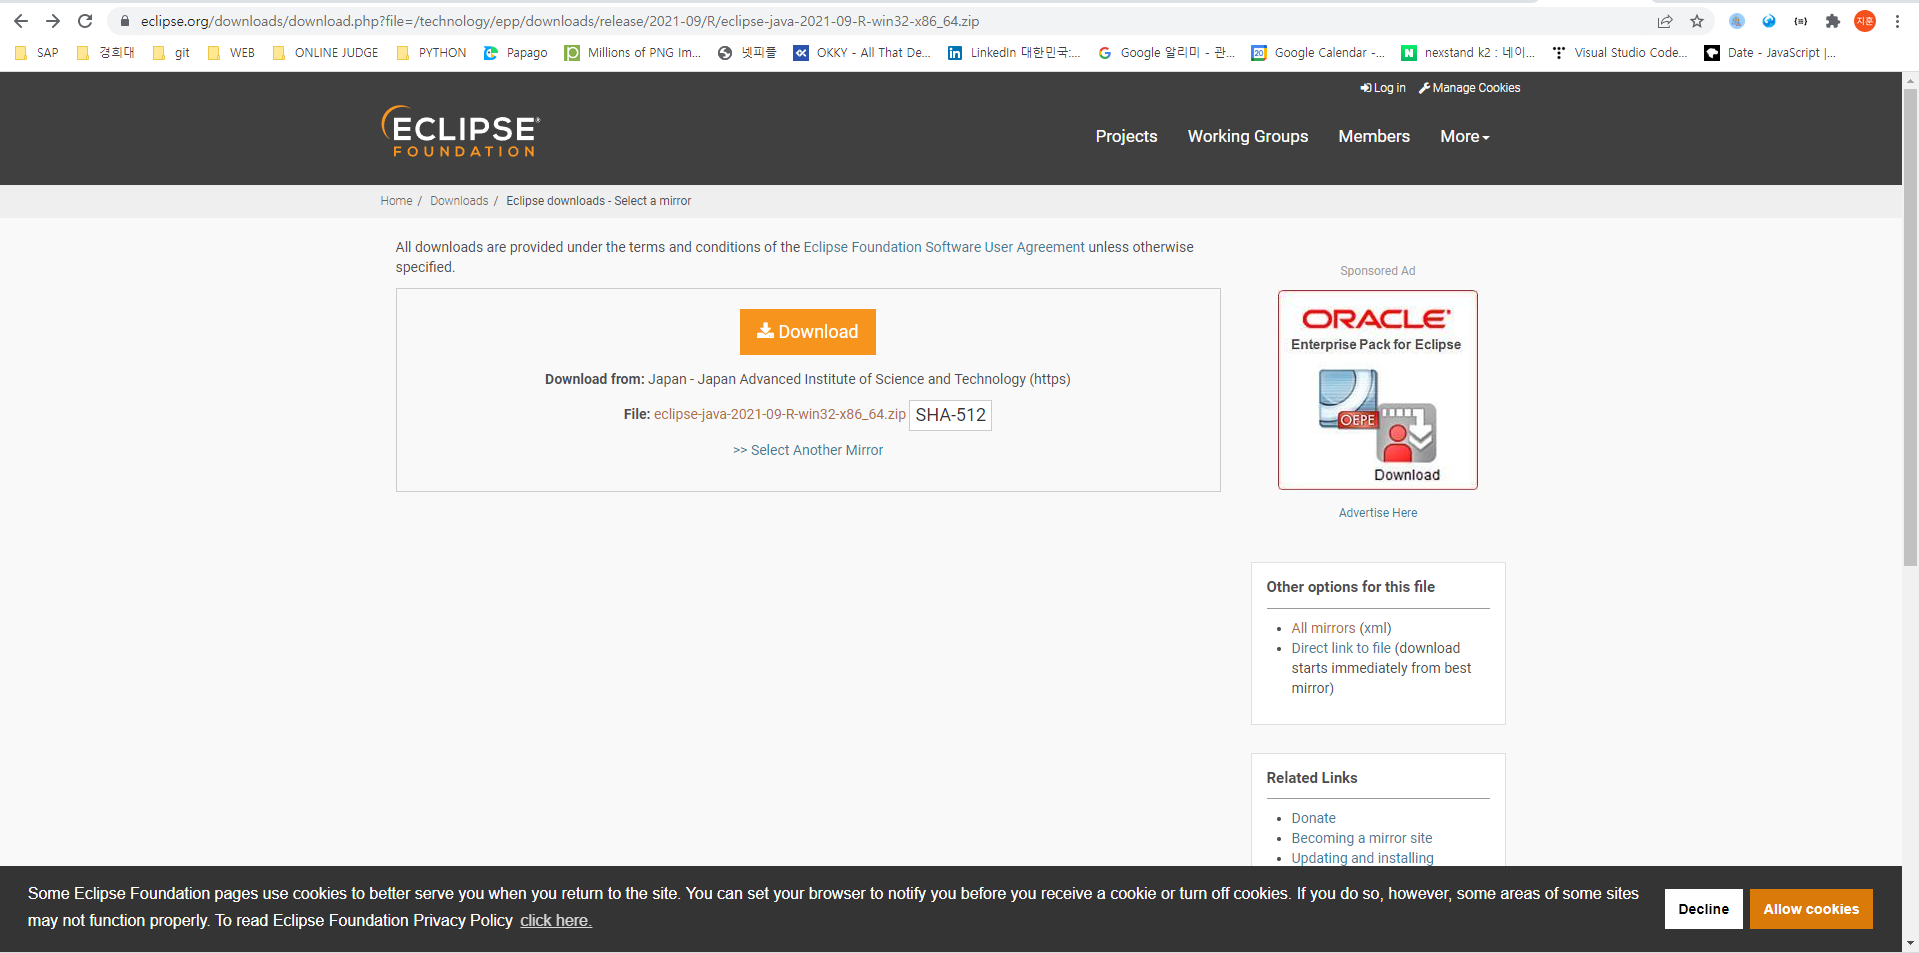 eclipse.org/downloads/download.php?file=/technology/epp/downloads/release/2021-09/R/eclipse-java-2021-09-R-win32-x86_64.zip
지훈
SAP 경희대 git WEB ONLINE JUDGE PYTHON Papago Millions of PNG Im... 넷피플 OKKY - All That De... LinkedIn 대한민국:... Google 알리미 - 관... Google Calendar -... nexstand k2 : 네이... Visual Studio Code... Date - JavaScript |...
Log in Manage Cookies
ECLIPSE®
FOUNDATION
Projects Working Groups Members More
Home / Downloads / Eclipse downloads - Select a mirror
All downloads are provided under the terms and conditions of the Eclipse Foundation Software User Agreement unless otherwise
specified.
Download
Download from: Japan - Japan Advanced Institute of Science and Technology (https)
File: eclipse-java-2021-09-R-win32-x86_64.zip SHA-512
>> Select Another Mirror
Sponsored Ad
ORACLE®
Enterprise Pack for Eclipse
OEPE
Download
Advertise Here
Other options for this file
All mirrors (xml)
Direct link to file (download
starts immediately from best
mirror)
Related Links
Donate
Becoming a mirror site
Updating and installing
Some Eclipse Foundation pages use cookies to better serve you when you return to the site. You can set your browser to notify you before you receive a cookie or turn off cookies. If you do so, however, some areas of some sites
may not function properly. To read Eclipse Foundation Privacy Policy click here.
Decline Allow cookies